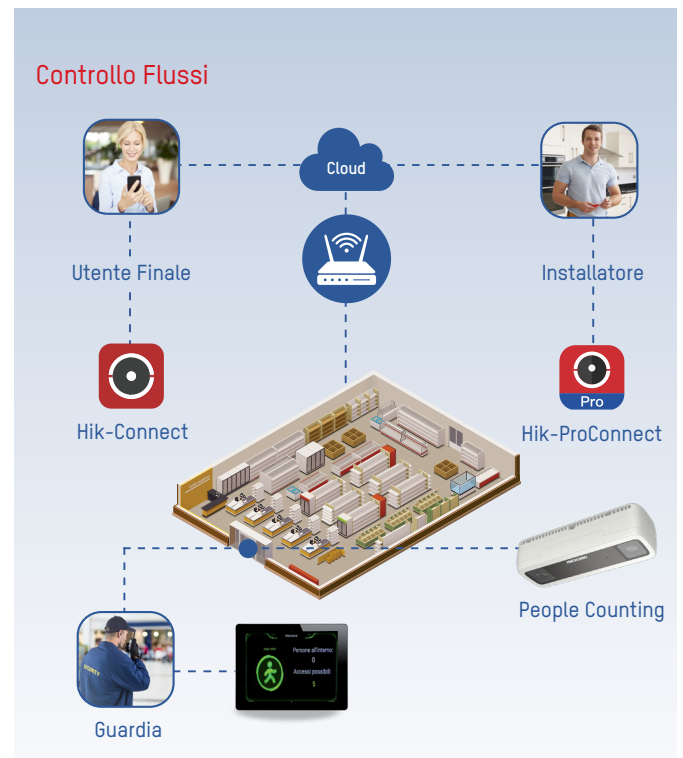 Controllo Flussi
Cloud
Utente Finale
Installatore
Pro
Hik-Connect
Hik-ProConnect
People Counting
SECURITY
Persone all'interno:
0
Accessi possibili:
5
Guardia